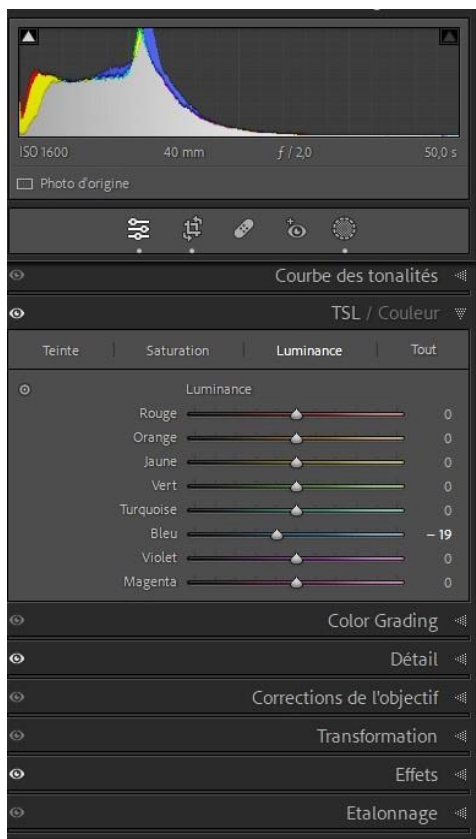 ISO 1600 40 mm ƒ / 2,0 50,0 s
Photo d'origine
Courbe des tonalités
TSL / Couleur
Teinte Saturation Luminance Tout
Luminance
Rouge 0
Orange 0
Jaune 0
Vert 0
Turquoise 0
Bleu – 19
Violet 0
Magenta 0
Color Grading
Détail
Corrections de l'objectif
Transformation
Effets
Etalonnage